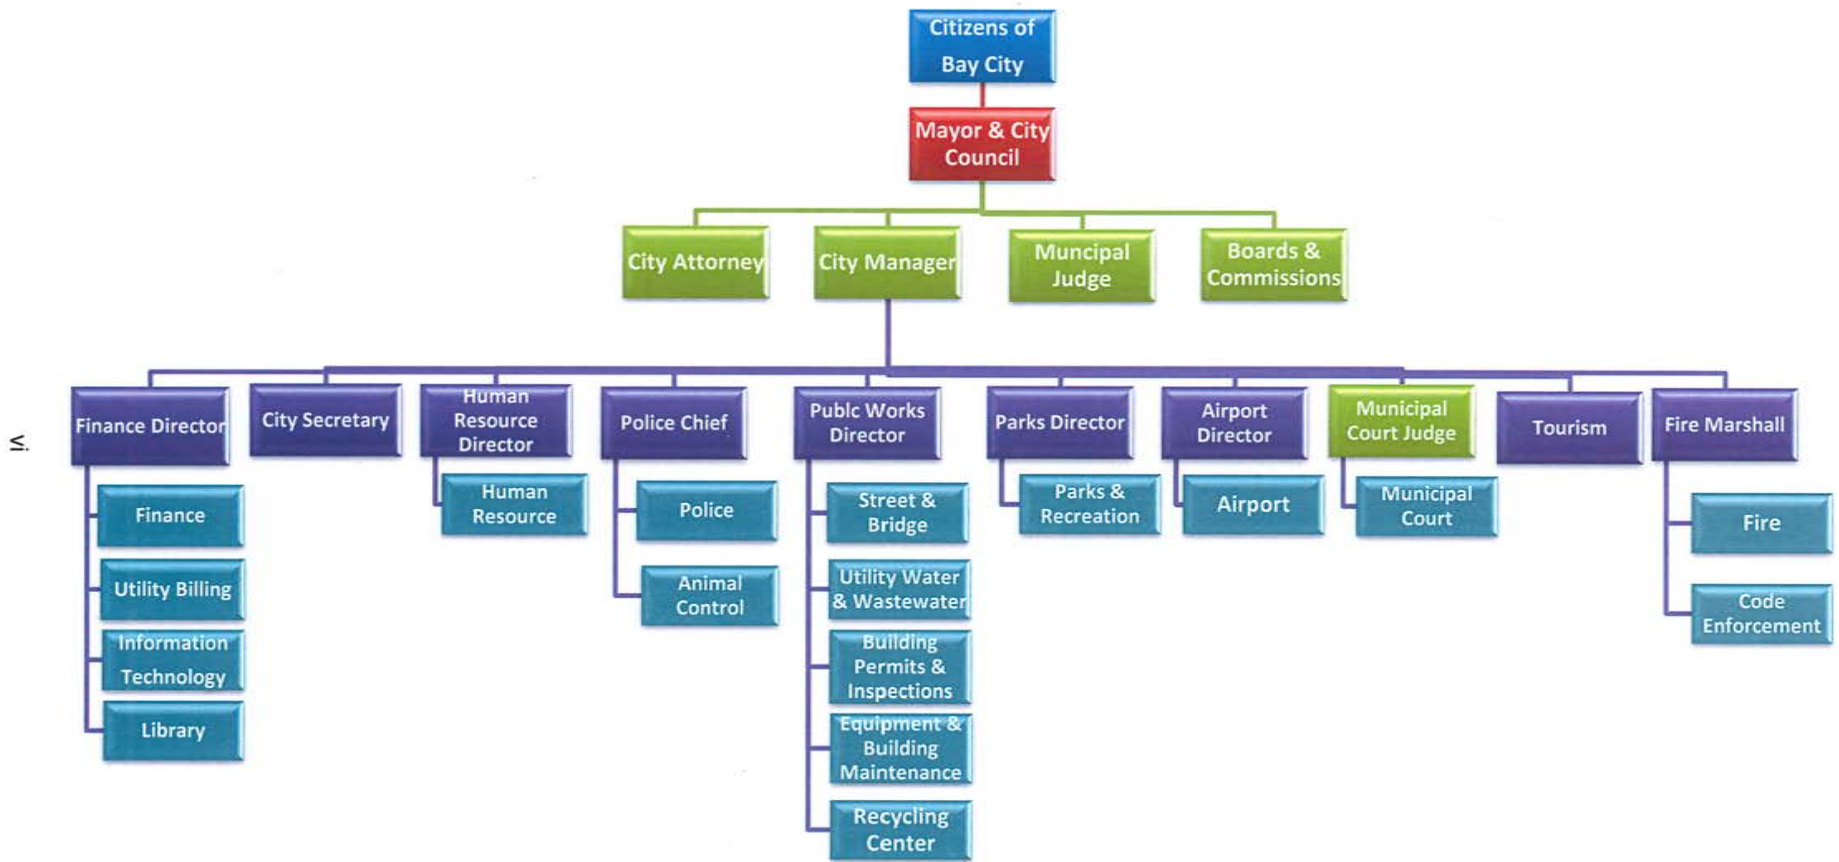 Citizens of
Bay City
Mayor & City
Council
City Attorney
City Manager
Muncipal
Judge
Boards &
Commissions
Finance Director
City Secretary
Human
Resource
Director
Police Chief
Publc Works
Director
Parks Director
Airport
Director
Municipal
Court Judge
Tourism
Fire Marshall
Finance
Utility Billing
Information
Technology
Library
Human
Resource
Police
Animal
Control
Street &
Bridge
Utility Water
& Wastewater
Building
Permits &
Inspections
Equipment &
Building
Maintenance
Recycling
Center
Parks &
Recreation
Airport
Municipal
Court
Fire
Code
Enforcement
vi.